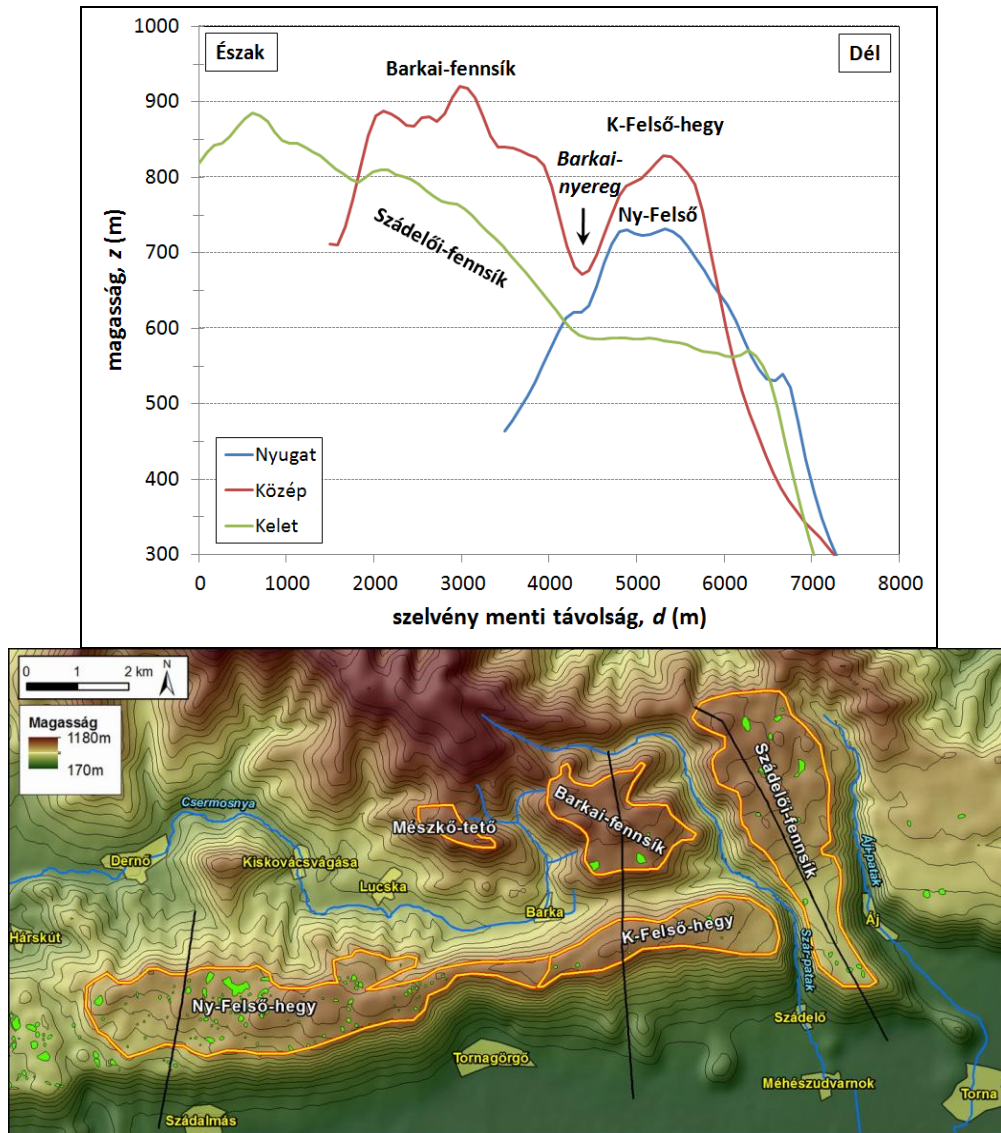 1000
900
800
700
600
500
400
300
magasság, z (m)
Észak
Dél
Barkai-fennsík
K-Felső-hegy
Barkai-
nyereg
Ny-Felső
Szádelői-fennsík
Nyugat
Közép
Kelet
0 1000 2000 3000 4000 5000 6000 7000 8000
szelvény menti távolság, d (m)
0 1 2 km
N
Magasság
1180m
170m
Csermosnya
Dernő
Kiskovácsvágása
Mészkő-tető
Barkai-fennsík
Szádelői-fennsík
Áj-patak
Lucska
Barka
Áj
Hárskút
K-Felső-hegy
Szár-patak
Ny-Felső-hegy
Szádelő
Tornagörgő
Méhészudvarnok
Torna
Szádalmás